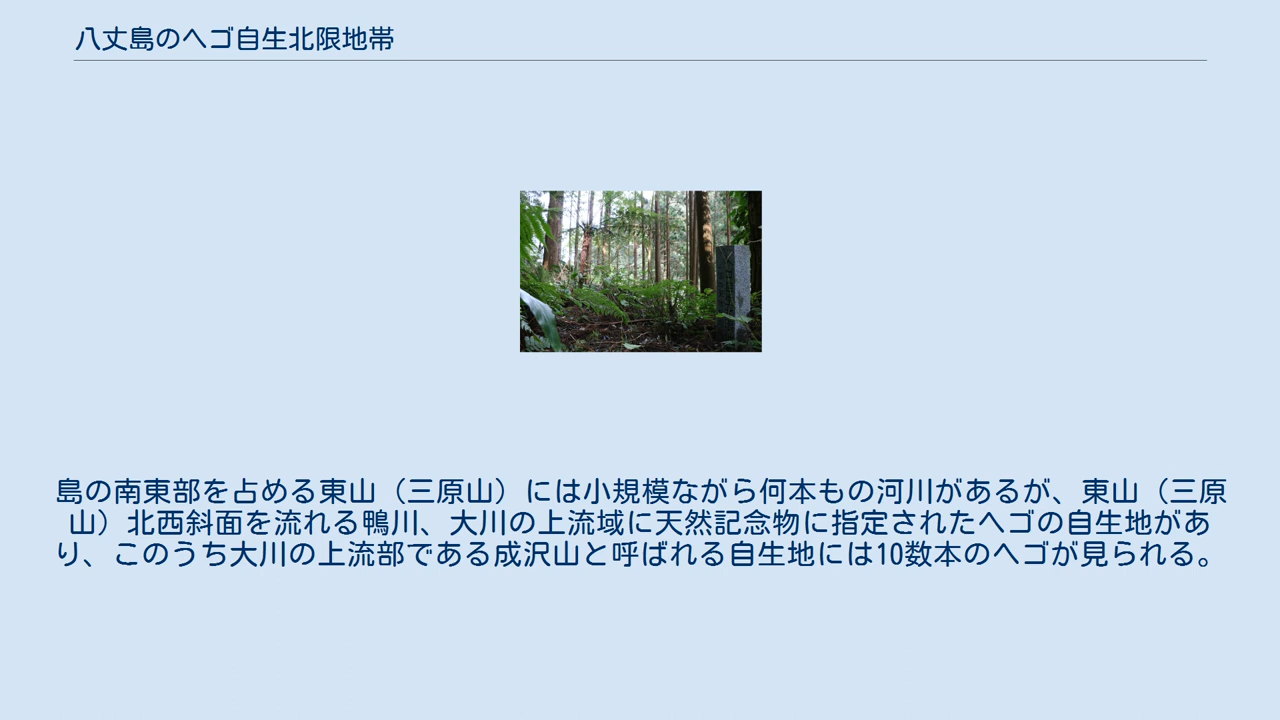 八丈島のヘゴ自生北限地帯
島の南東部を占める東山（三原山）には小規模ながら何本もの河川があるが、東山（三原
山）北西斜面を流れる鴨川、大川の上流域に天然記念物に指定されたヘゴの自生地があ
り、このうち大川の上流部である成沢山と呼ばれる自生地には10数本のヘゴが見られる。